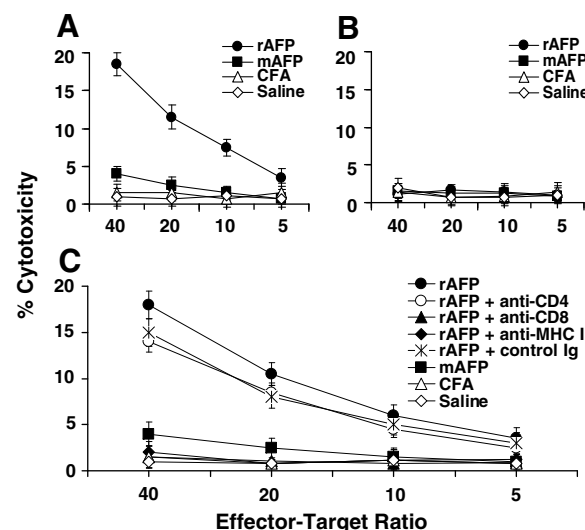 A
20
15
10
5
0
rAFP
mAFP
CFA
Saline
40 20 10 5
B
20
15
10
5
0
rAFP
mAFP
CFA
Saline
40 20 10 5
% Cytotoxicity
C
20
15
10
5
0
rAFP
rAFP + anti-CD4
rAFP + anti-CD8
rAFP + anti-MHC I
rAFP + control Ig
mAFP
CFA
Saline
40 20 10 5
Effector-Target Ratio